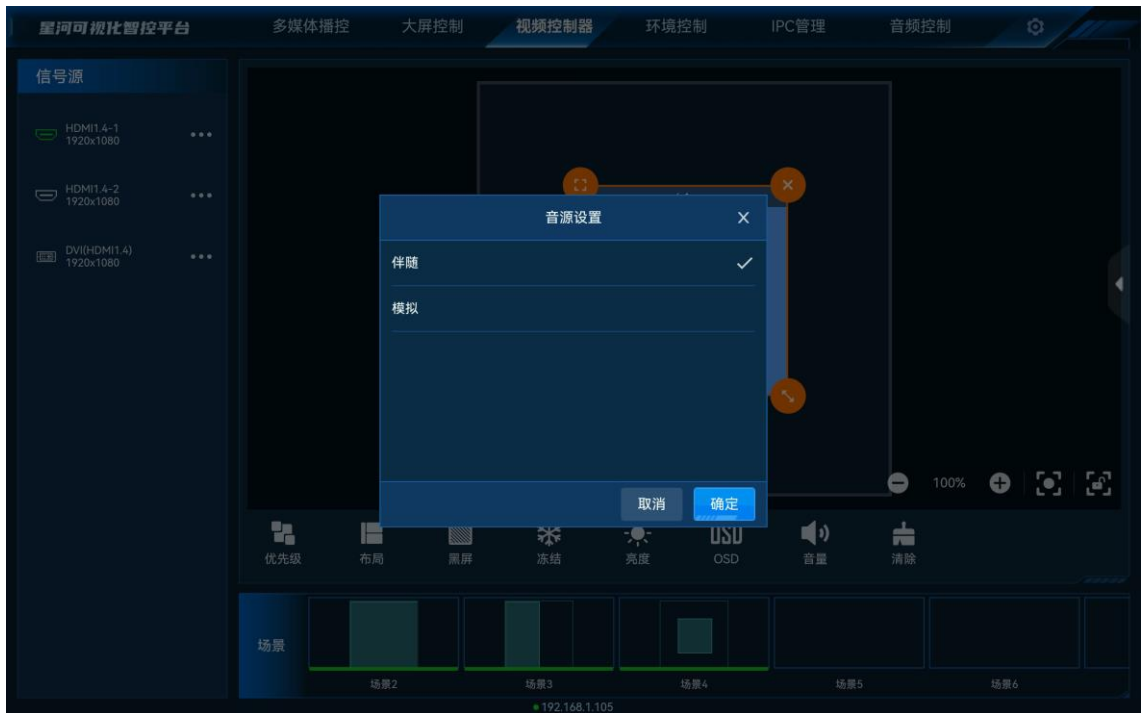 星河可视化智控平台 多媒体播控 大屏控制 视频控制器 环境控制 IPC管理 音频控制
信号源
HDMI1.4-1
1920x1080
HDMI1.4-2
1920x1080
DVI(HDMI1.4)
1920x1080
音源设置
伴随
模拟
取消 确定
100%
优先级 布局 黑屏 冻结 亮度 OSD 音量 清除
场景
场景2 场景3 场景4 场景5 场景6
192.168.1.105